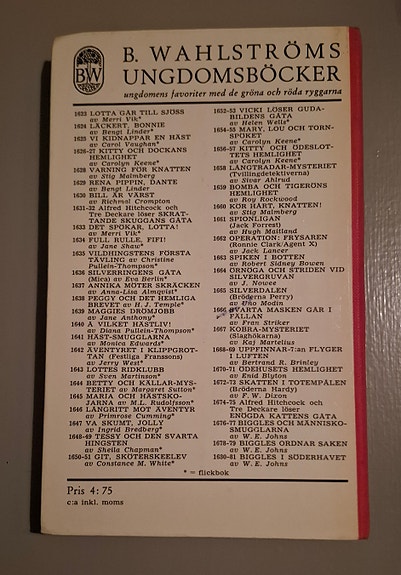 BW
B. WAHLSTRÖMS
UNGDOMSBÖCKER
ungdomens favoriter med de gröna och röda ryggarna
1623 LOTTA GÅR TILL SJÖSS
av Merri Vik*
1624 LÄCKERT, BONNIE
av Bengt Linder*
1625 VI KIDNAPPAR EN HÄST
av Carol Vaughan*
1626-27 KITTY OCH DOCKANS
HEMLIGHET
av Carolyn Keene*
1628 VARNING FÖR KNATTEN
av Stig Malmberg
1629 RENA PIPPIN, DANTE
av Bengt Linder
1630 BILL ÄR VÄRST
av Richmal Crompton
1631-32 Alfred Hitchcock och
Tre Deckare löser SKRAT-
TANDE SKUGGANS GÅTA
1633 DET SPÖKAR, LOTTA!
av Merri Vik*
1634 FULL RULLE, FIFI!
av Jane Shaw*
1635 VILDHINGSTENS FÖRSTA
TÄVLING av Christine
Pullein-Thompson*
1636 SILVERRINGENS GÅTA
(Mica) av Eva Berlin*
1637 ANNIKA MÖTER SKRÄCKEN
av Anna-Lisa Almqvist*
1638 PEGGY OCH DET HEMLIGA
BREVET av H. J. Temple*
1639 MAGGIES DRÖMJOBB
av Jane Anthony*
1640 Å VILKET HÄSTLIV!
av Diana Pullein-Thompson*
1641 HÄST-SMUGGLARNA
av Monica Edwards*
1642 ÄVENTYRET I KLIPPGROT-
TAN (Festliga Franssons)
av Jerry West*
1643 LOTTES RIDKLUBB
av Sven Martinson*
1644 BETTY OCH KÄLLAR-MYS-
TERIET av Margaret Sutton*
1645 MARIA OCH HÄSTSKO-
JARNA av M.L. Rudolfsson*
1646 LÅNGRITT MOT ÄVENTYR
av Primrose Cumming*
1647 VA SKUMT, JOLLY
av Ingrid Bredberg*
1648-49 TESSY OCH DEN SVARTA
HINGSTEN
av Sheila Chapman*
1650-51 GIT, SKÖTERSKEELEV
av Constance M. White*
1652-53 VICKI LÖSER GUDA-
BILDENS GÅTA
av Helen Wells*
1654-55 MARY, LOU OCH TORN-
SPÖKET
av Carolyn Keene*
1656-57 KITTY OCH ÖDESLOT-
TETS HEMLIGHET
av Carolyn Keene*
1658 LÅNGTRADAR-MYSTERIET
(Tvillingdetektiverna)
av Sivar Ahlrud
1659 BOMBA OCH TIGERÖNS
HEMLIGHET
av Roy Rockwood
1660 KÖR HÅRT, KNATTEN!
av Stig Malmberg
1661 SPIONLIGAN
(Jack Forrest)
av Hugh Maitland
1662 OPERATION: FRYSAREN
(Ronnie Clark/Agent X)
av Jack Lancer
1663 SPIKEN I BOTTEN
av Robert Sidney Bowen
1664 ORNOGA OCH STRIDEN VID
SILVERGRUVAN
av J. Nowee
1665 SILVERDALEN
(Bröderna Perry)
av Uno Modin
1666 SVARTA MASKEN GÅR I
FÄLLAN
av Fran Striker
1667 KOBRA-MYSTERIET
(Slaghökarna)
av Kaj Martelius
1668-69 UPPFINNAR-7:an FLYGER
I LUFTEN
av Bertrand R. Brinley
1670-71 ÖDEHUSETS HEMLIGHET
av Enid Blyton
1672-73 SKATTEN I TOTEMPÅLEN
(Bröderna Hardy)
av F. W. Dixon
1674-75 Alfred Hitchcock och
Tre Deckare löser
ENÖGDA KATTENS GÅTA
1676-77 BIGGLES OCH MÄNNISKO-
SMUGGLARNA
av W. E. Johns
1678-79 BIGGLES ORDNAR SAKEN
av W. E. Johns
1630-81 BIGGLES I SÖDERHAVET
av W. E. Johns
* = flickbok
Pris 4:75
c:a inkl. moms